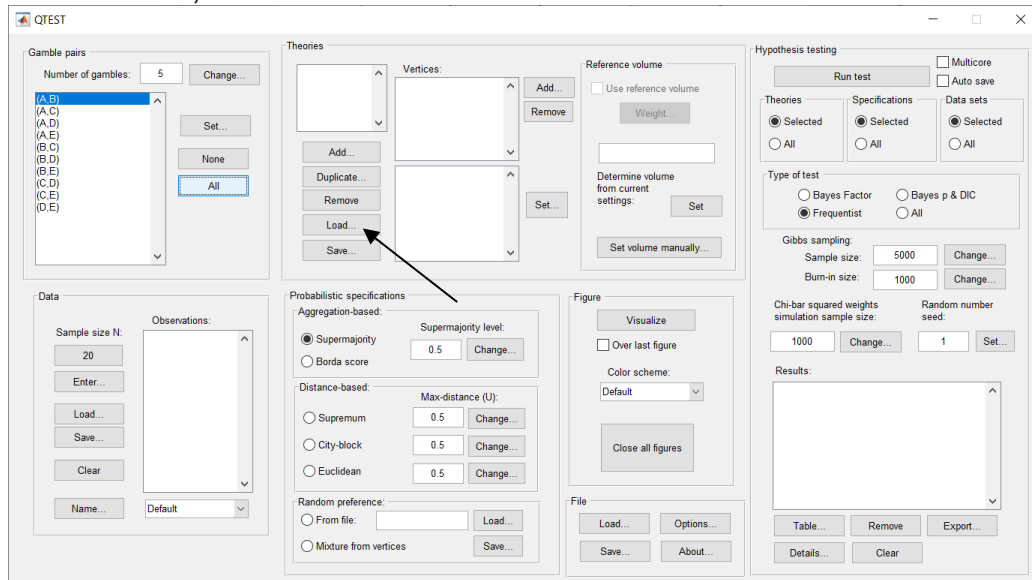 QTEST
Gamble pairs
Number of gambles: 5 Change...
(A,B)
(A,C)
(A,D)
(A,E)
(B,C)
(B,D)
(B,E)
(C,D)
(C,E)
(D,E)
Set...
None
All
Theories
Vertices:
Add...
Remove
Add...
Duplicate...
Remove
Load...
Save...
Set...
Reference volume
Use reference volume
Weight...
Determine volume
from current
settings:
Set
Set volume manually...
Hypothesis testing
Run test
Multicore
Auto save
Theories
Selected
All
Specifications
Selected
All
Data sets
Selected
All
Type of test
Bayes Factor
Bayes p & DIC
Frequentist
All
Gibbs sampling:
Sample size: 5000 Change...
Burn-in size: 1000 Change...
Chi-bar squared weights
simulation sample size:
1000 Change...
Random number
seed:
1 Set...
Results:
Table... Remove Export...
Details... Clear
Data
Sample size N:
20
Enter...
Load...
Save...
Clear
Name...
Observations:
Default
Probabilistic specifications
Aggregation-based:
Supermajority
Borda score
Supermajority level:
0.5 Change...
Distance-based:
Max-distance (U):
Supremum 0.5 Change...
City-block 0.5 Change...
Euclidean 0.5 Change...
Random preference:
From file: Load...
Mixture from vertices Save...
Figure
Visualize
Over last figure
Color scheme:
Default
Close all figures
File
Load... Options...
Save... About...